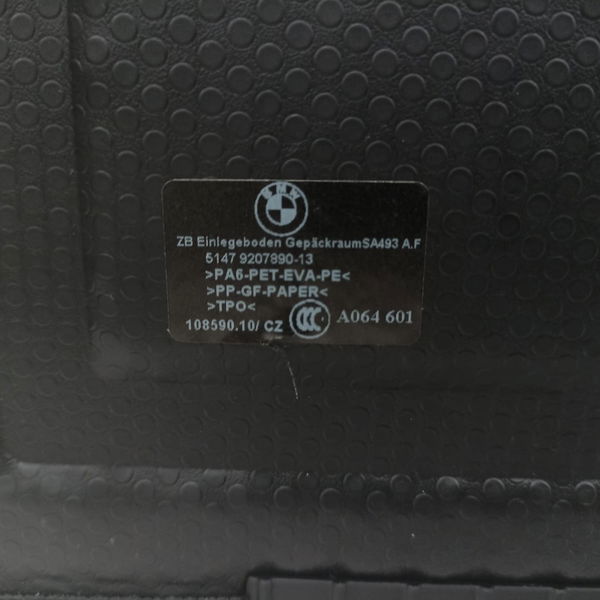 BMW
ZB Einlegeboden GepäckraumSA493 A.F
5147 9207890-13
>PA6-PET-EVA-PE<
>PP-GF-PAPER<
>TPO<
108590.10/ CZ CCC A064 601